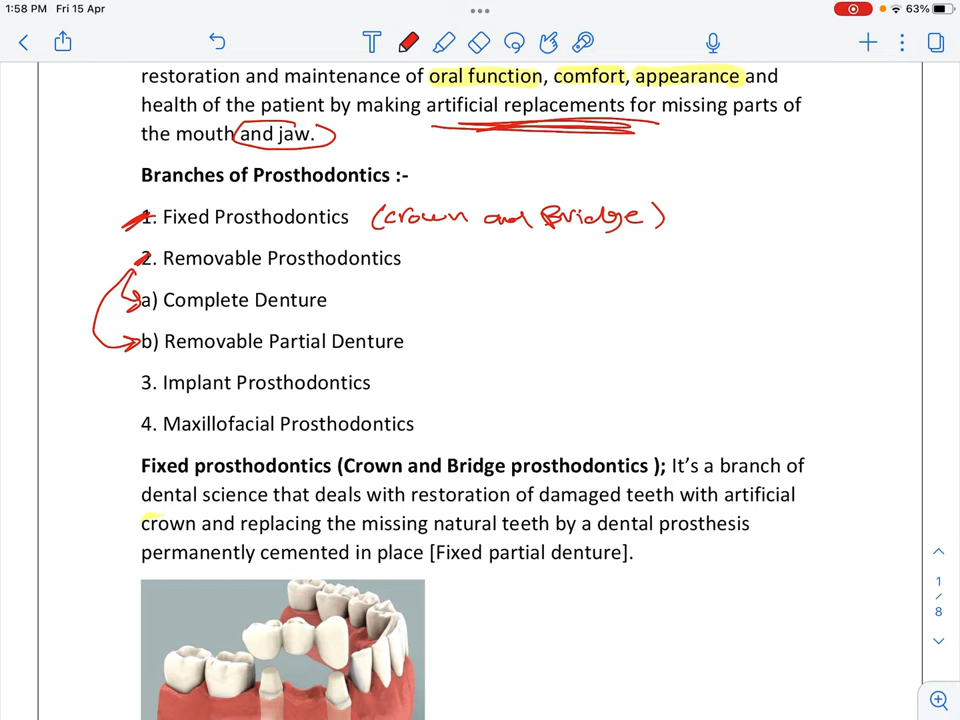 1:58 PM Fri 15 Apr
63%
restoration and maintenance of oral function, comfort, appearance and
health of the patient by making artificial replacements for missing parts of
the mouth and jaw.
Branches of Prosthodontics :-
1. Fixed Prosthodontics (Crown and Bridge)
2. Removable Prosthodontics
a) Complete Denture
b) Removable Partial Denture
3. Implant Prosthodontics
4. Maxillofacial Prosthodontics
Fixed prosthodontics (Crown and Bridge prosthodontics ); It's a branch of
dental science that deals with restoration of damaged teeth with artificial
crown and replacing the missing natural teeth by a dental prosthesis
permanently cemented in place [Fixed partial denture].
1
/
8